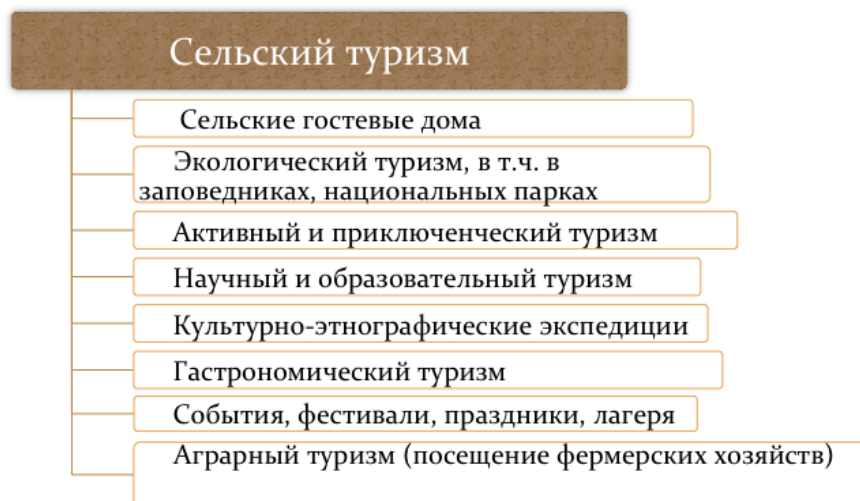 Сельский туризм
Сельские гостевые дома
Экологический туризм, в т.ч. в
заповедниках, национальных парках
Активный и приключенческий туризм
Научный и образовательный туризм
Культурно-этнографические экспедиции
Гастрономический туризм
События, фестивали, праздники, лагеря
Аграрный туризм (посещение фермерских хозяйств)